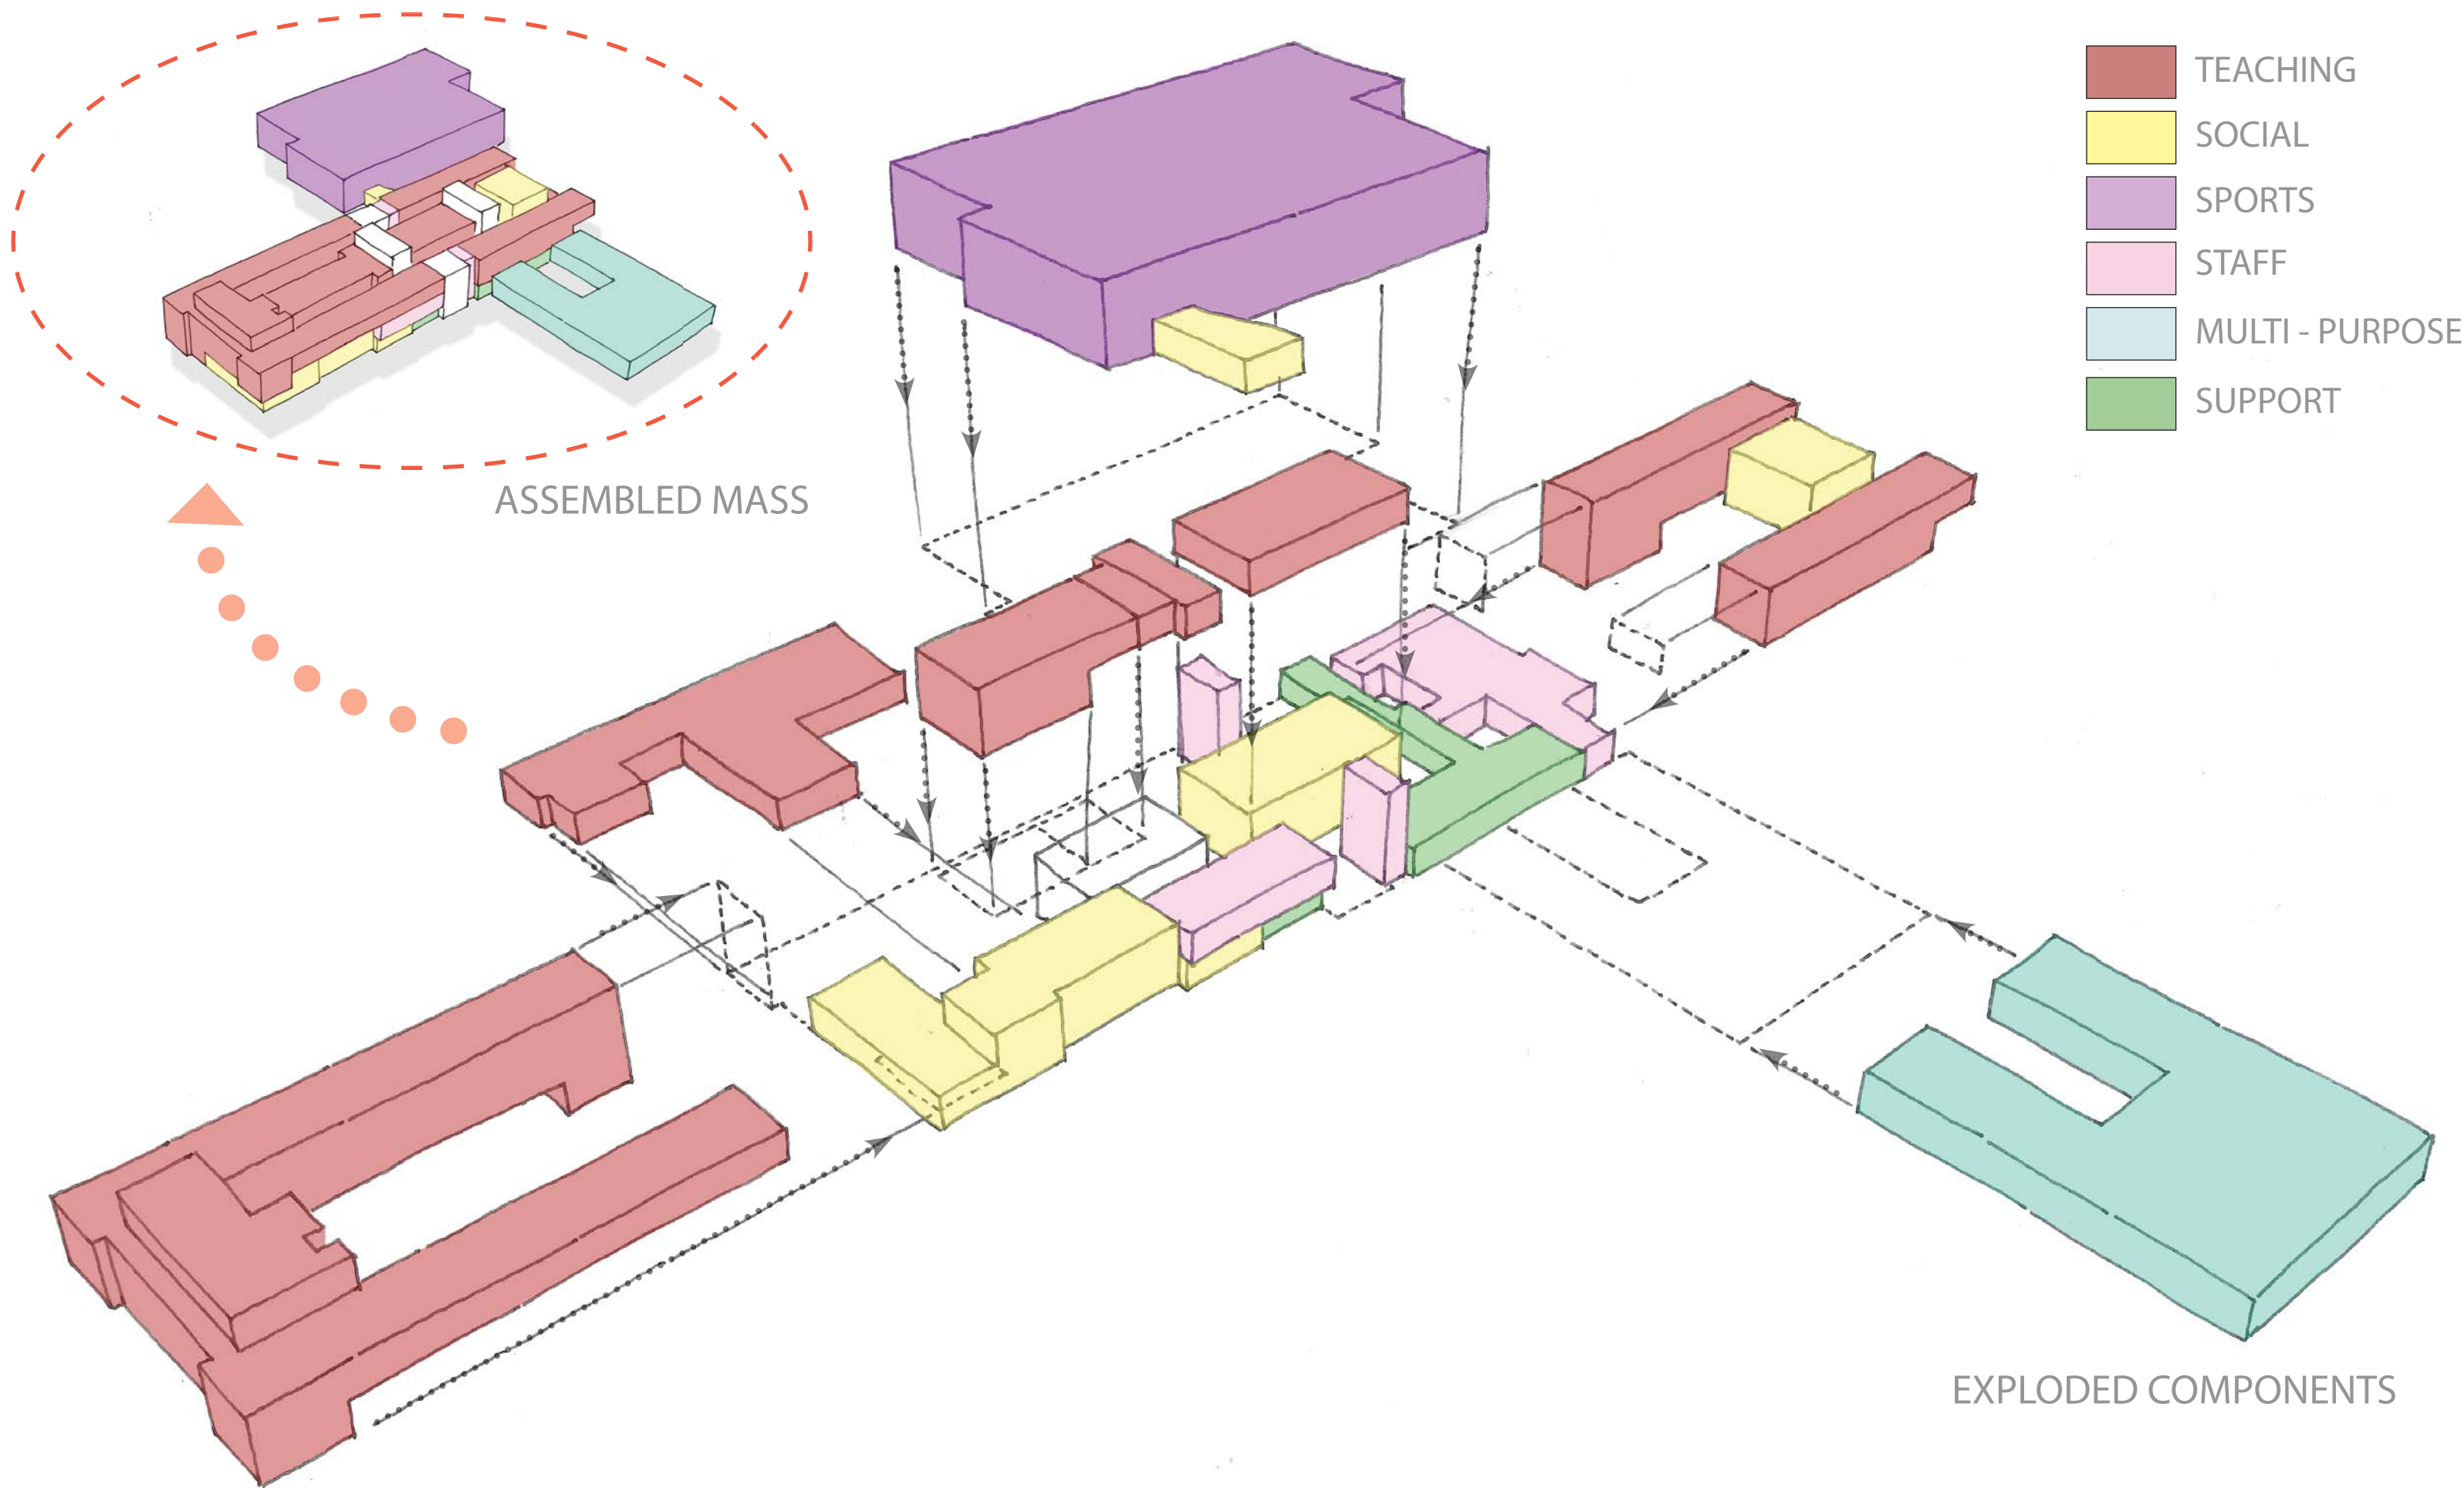 TEACHING
SOCIAL
SPORTS
STAFF
MULTI - PURPOSE
SUPPORT
ASSEMBLED MASS
EXPLODED COMPONENTS